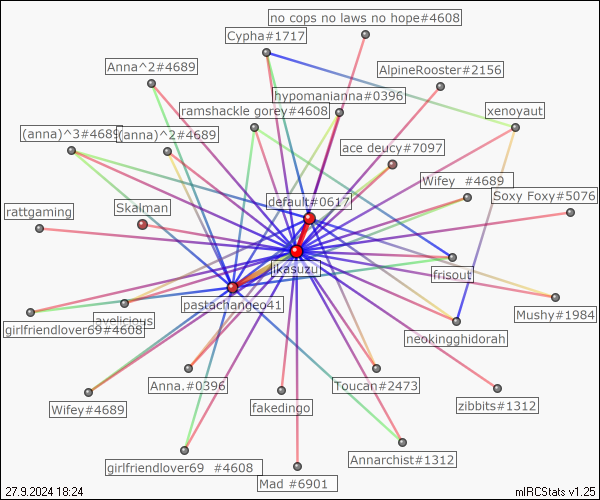 no cops no laws no hope#4608
Cypha#1717
Anna^2#4689
AlpineRooster#2156
hypomanianna#0396
ramshackle gorey#4608
xenoyaut
(anna)^3#4689
(anna)^2#4689
ace deucy#7097
Wifey  #4689
Soxy Foxy#5076
default#0617
Skalman
rattgaming
likasuzu
frisout
pastachangeo41
avelicious
Mushy#1984
girlfriendlover69#4608
neokingghidorah
Anna.#0396
Toucan#2473
Wifey#4689
fakedingo
zibbits#1312
Annarchist#1312
girlfriendlover69  #4608
Mad #6901
27.9.2024 18:24
mIRCStats v1.25